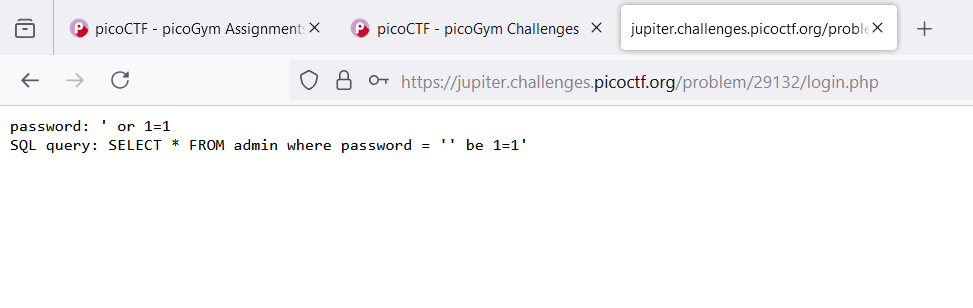 picoCTF - picoGym Assignments
picoCTF - picoGym Challenges
jupiter.challenges.picoctf.org/proble
https://jupiter.challenges.picoctf.org/problem/29132/login.php
password: ' or 1=1
SQL query: SELECT * FROM admin where password = '' be 1=1'